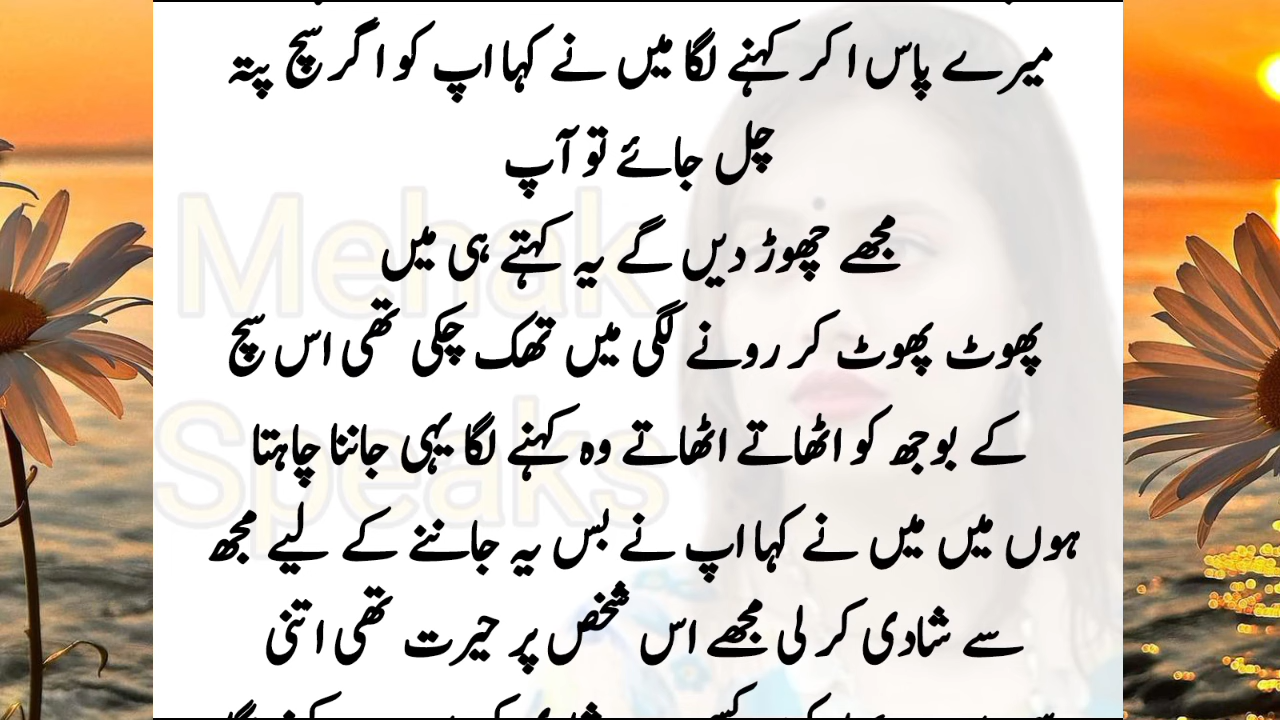 میرے پاس ا کر کہنے لگا میں نے کہا اپ کو اگر سچ پتہ
چل جائے تو آپ
مجھے چھوڑ دیں گے یہ کہتے ہی میں
پھوٹ پھوٹ کر رونے لگی میں تھک چکی تھی اس سچ
کے بوجھ کو اٹھاتے اٹھاتے وہ کہنے لگا یہی جاننا چاہتا
ہوں میں میں نے کہا اپ نے بس یہ جاننے کے لیے مجھ
سے شادی کر لی مجھے اس شخص پر حیرت تھی اتنی
Mehak
Speaks